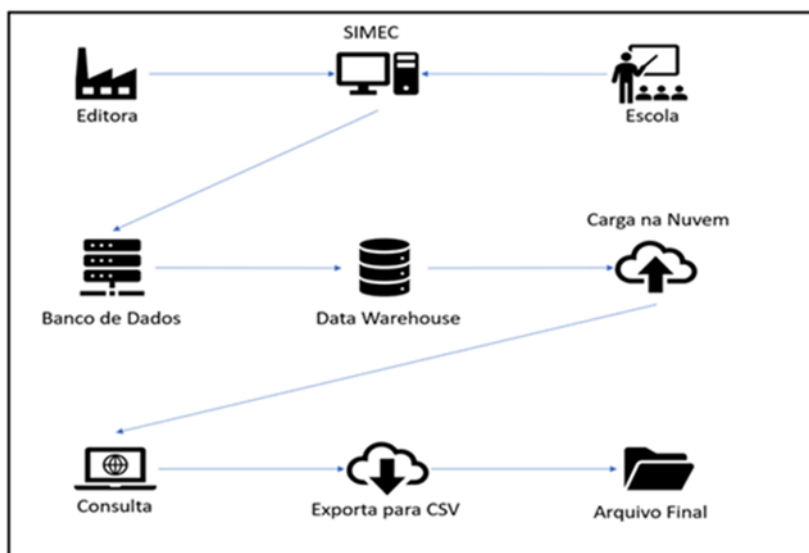 SIMEC
Editora
Escola
Carga na Nuvem
Banco de Dados
Data Warehouse
Consulta
Exporta para CSV
Arquivo Final